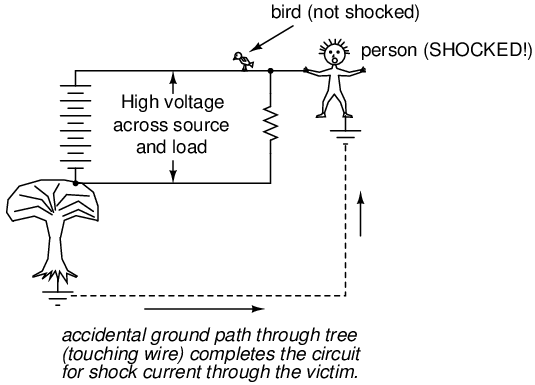 bird (not shocked)
person (SHOCKED!)
High voltage
across source
and load
accidental ground path through tree
(touching wire) completes the circuit
for shock current through the victim.